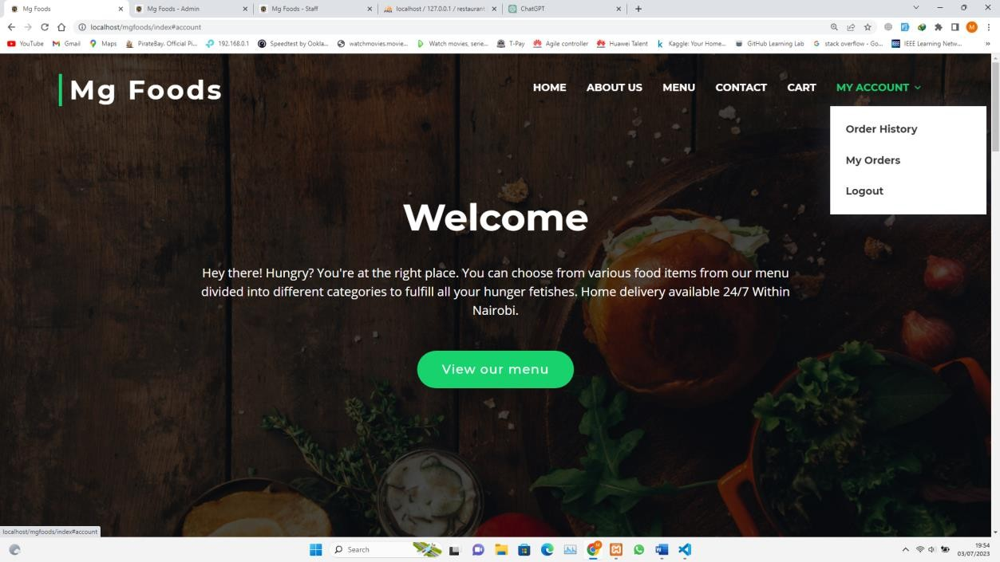 Mg Foods
Mg Foods - Admin
Mg Foods - Staff
localhost / 127.0.0.1 / restaurant
ChatGPT
localhost/mgfoods/index#account
M
YouTube
Gmail
Maps
PirateBay. Official Pi...
192.168.0.1
Speedtest by Ookla...
watchmovies.movie...
Watch movies, serie...
T-Pay
Agile controller
Huawei Talent
Kaggle: Your Home...
GitHub Learning Lab
stack overflow - Go...
IEEE Learning Netw...
Mg Foods
HOME
ABOUT US
MENU
CONTACT
CART
MY ACCOUNT
Order History
My Orders
Logout
Welcome
Hey there! Hungry? You're at the right place. You can choose from various food items from our menu
divided into different categories to fulfill all your hunger fetishes. Home delivery available 24/7 Within
Nairobi.
View our menu
localhost/mgfoods/index#account
Search
19:54
03/07/2023